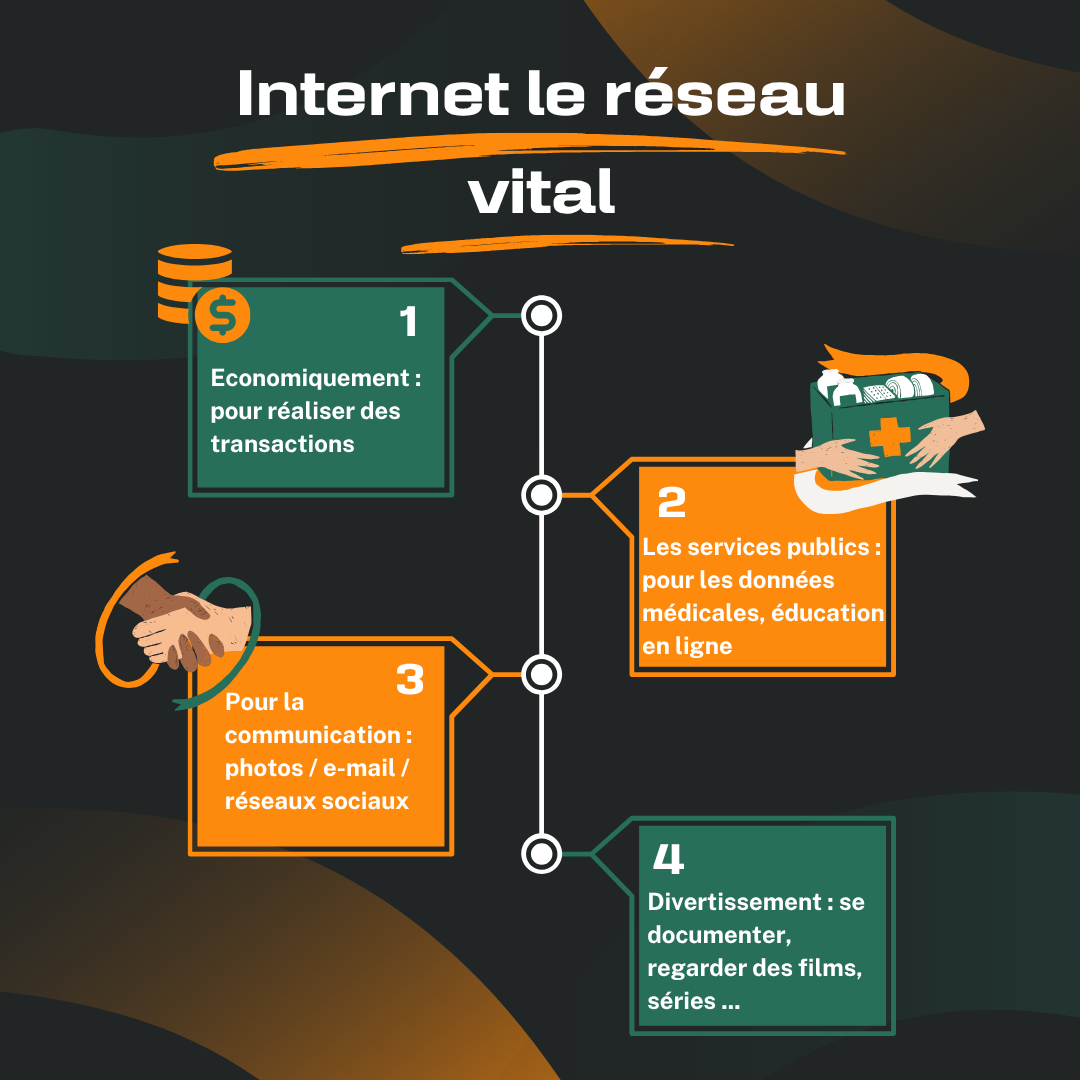 Internet le réseau
vital
$
1
Economiquement :
pour réaliser des
transactions
2
Les services publics :
pour les données
médicales, éducation
en ligne
3
Pour la
communication :
photos / e-mail /
réseaux sociaux
4
Divertissement : se
documenter,
regarder des films,
séries ...